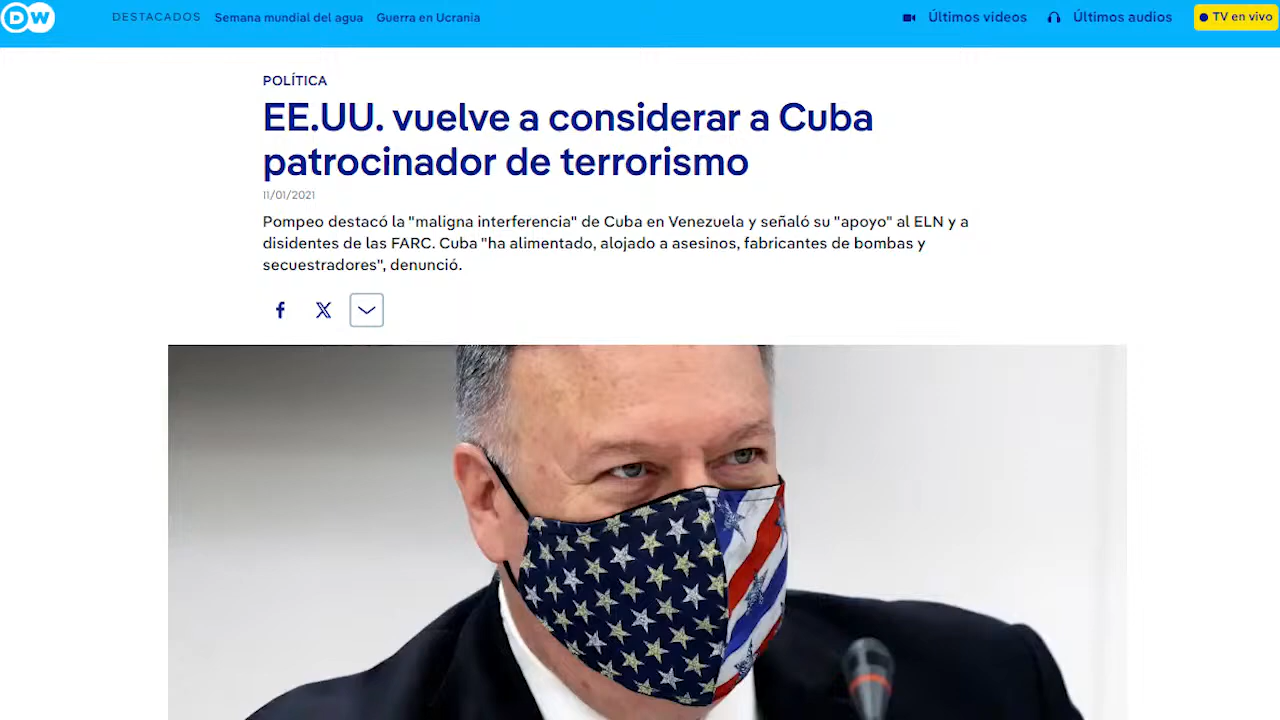 DW
DESTACADOS Semana mundial del agua Guerra en Ucrania Últimos videos Últimos audios TV en vivo
POLÍTICA
EE.UU. vuelve a considerar a Cuba
patrocinador de terrorismo
11/01/2021
Pompeo destacó la "maligna interferencia" de Cuba en Venezuela y señaló su "apoyo" al ELN y a
disidentes de las FARC. Cuba "ha alimentado, alojado a asesinos, fabricantes de bombas y
secuestradores", denunció.